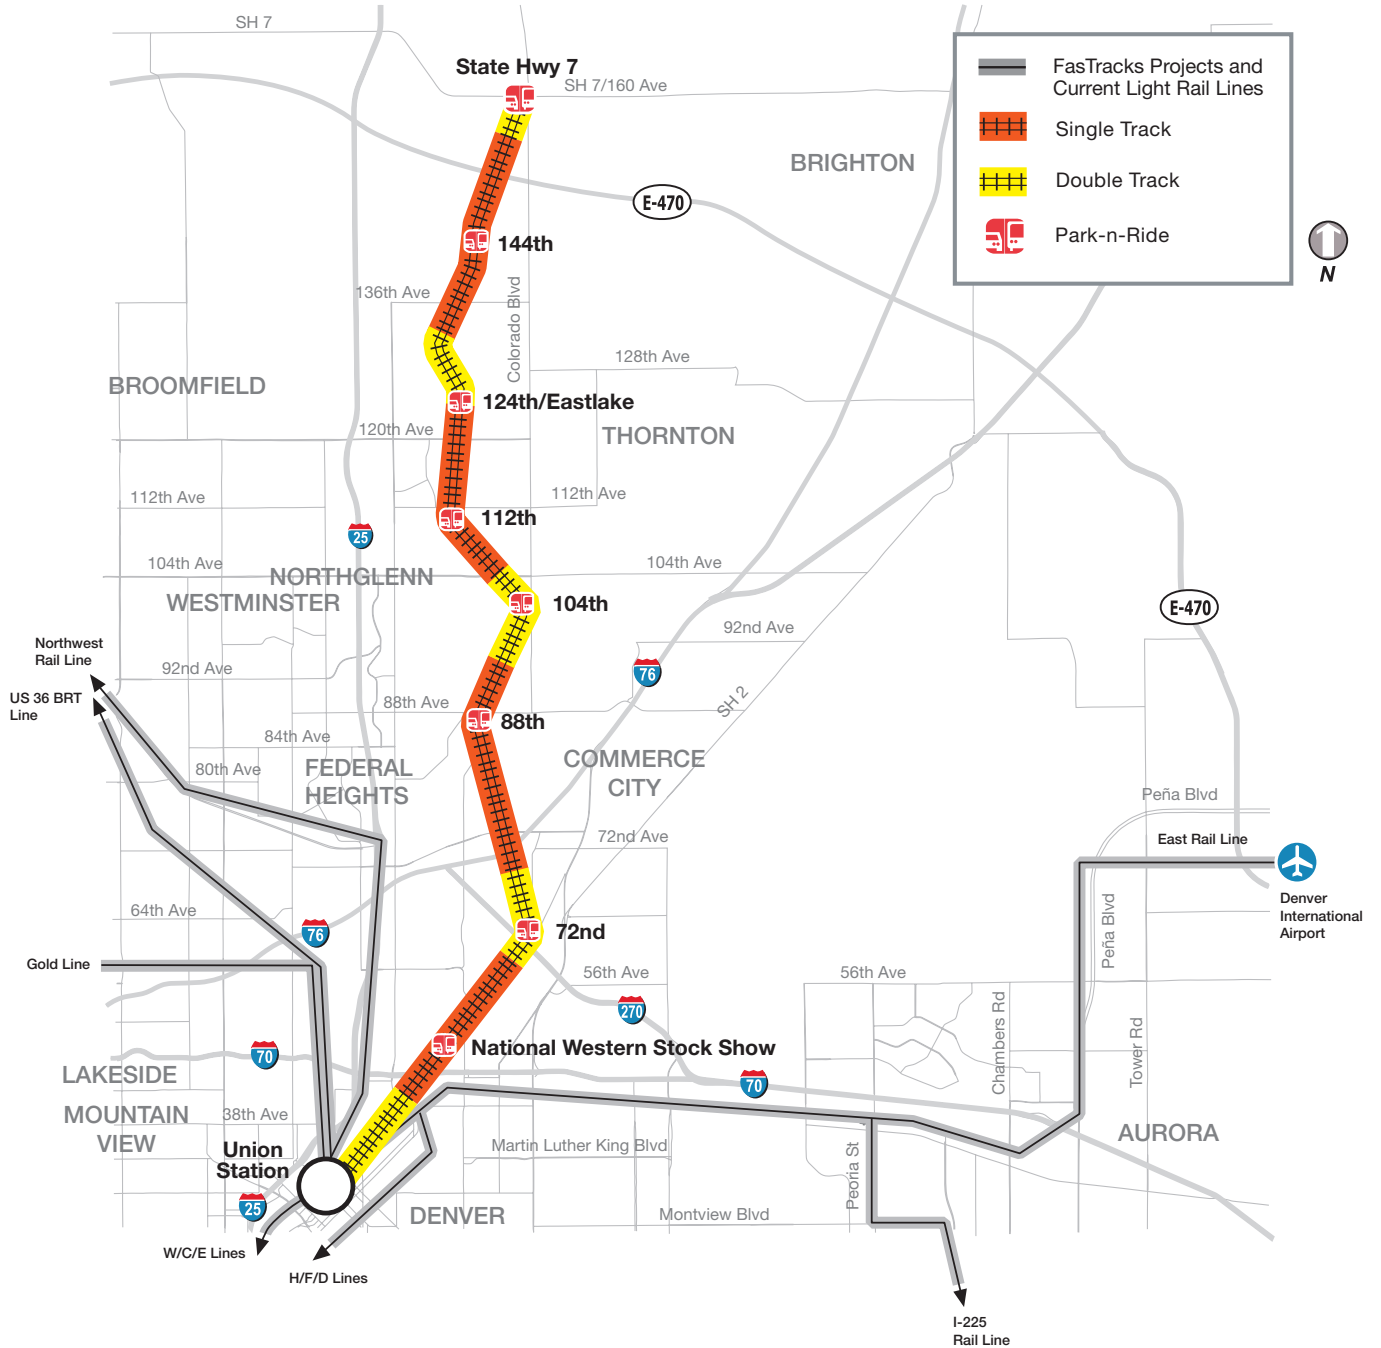 SH 7
State Hwy 7
SH 7/160 Ave
FasTracks Projects and
Current Light Rail Lines
Single Track
Double Track
Park-n-Ride
N
BRIGHTON
E-470
144th
136th Ave
Colorado Blvd
128th Ave
BROOMFIELD
124th/Eastlake
120th Ave
THORNTON
112th Ave
112th Ave
112th
25
104th Ave
104th Ave
NORTHGLENN
WESTMINSTER
104th
E-470
92nd Ave
Northwest
Rail Line
92nd Ave
76
US 36 BRT
Line
88th Ave
88th
SH 2
84th Ave
80th Ave
FEDERAL
HEIGHTS
COMMERCE
CITY
Peña Blvd
72nd Ave
East Rail Line
Denver
International
Airport
64th Ave
76
72nd
Peña Blvd
Gold Line
56th Ave
56th Ave
270
Chambers Rd
Tower Rd
70
National Western Stock Show
LAKESIDE
70
MOUNTAIN
VIEW
38th Ave
AURORA
Union
Station
Martin Luther King Blvd
Peoria St
25
DENVER
Montview Blvd
W/C/E Lines
H/F/D Lines
I-225
Rail Line